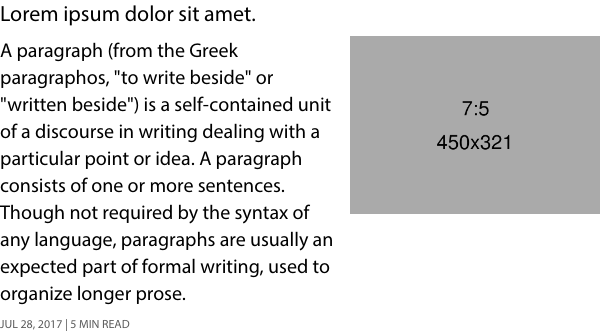 Lorem ipsum dolor sit amet.
A paragraph (from the Greek
paragraphos, "to write beside" or
"written beside") is a self-contained unit
of a discourse in writing dealing with a
particular point or idea. A paragraph
consists of one or more sentences.
Though not required by the syntax of
any language, paragraphs are usually an
expected part of formal writing, used to
organize longer prose.
JUL 28, 2017 | 5 MIN READ
7:5
450x321